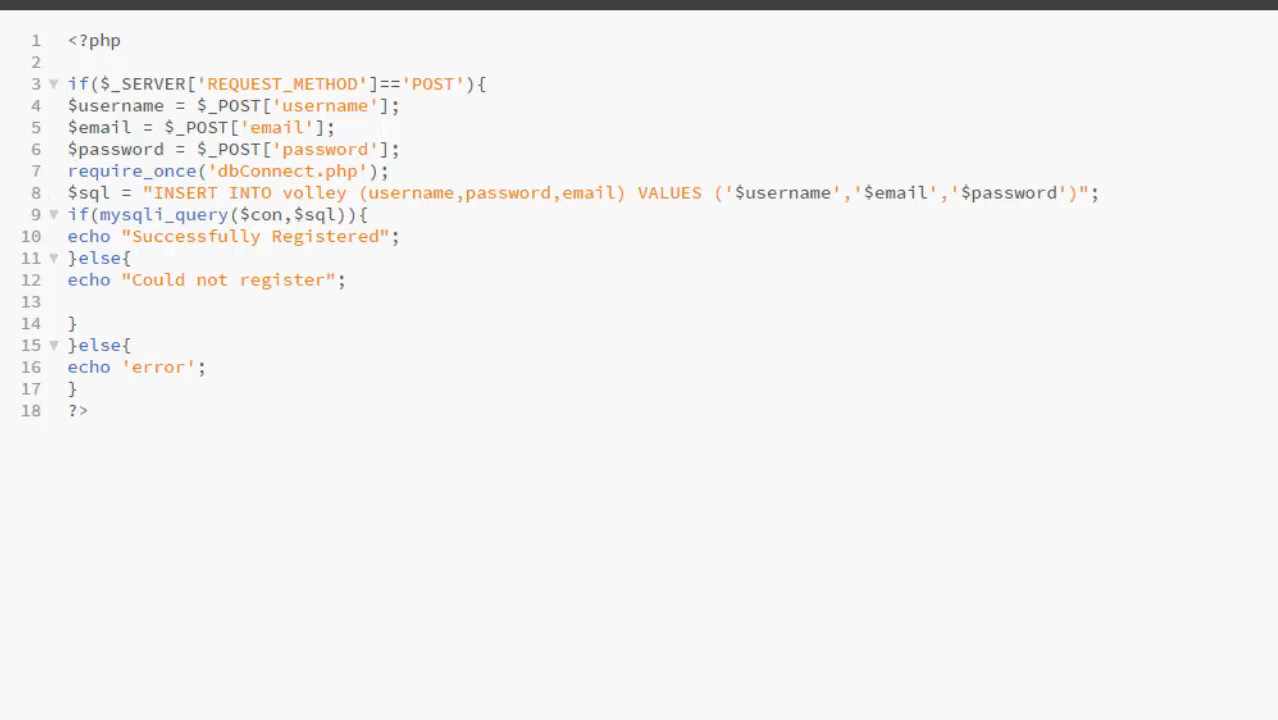 1 <?php
2
3 if($_SERVER['REQUEST_METHOD']=='POST'){
4 $username = $_POST['username'];
5 $email = $_POST['email'];
6 $password = $_POST['password'];
7 require_once('dbConnect.php');
8 $sql = "INSERT INTO volley (username,password,email) VALUES ('$username','$email','$password')";
9 if(mysqli_query($con,$sql)){
10 echo "Successfully Registered";
11 }else{
12 echo "Could not register";
13
14 }
15 }else{
16 echo 'error';
17 }
18 ?>